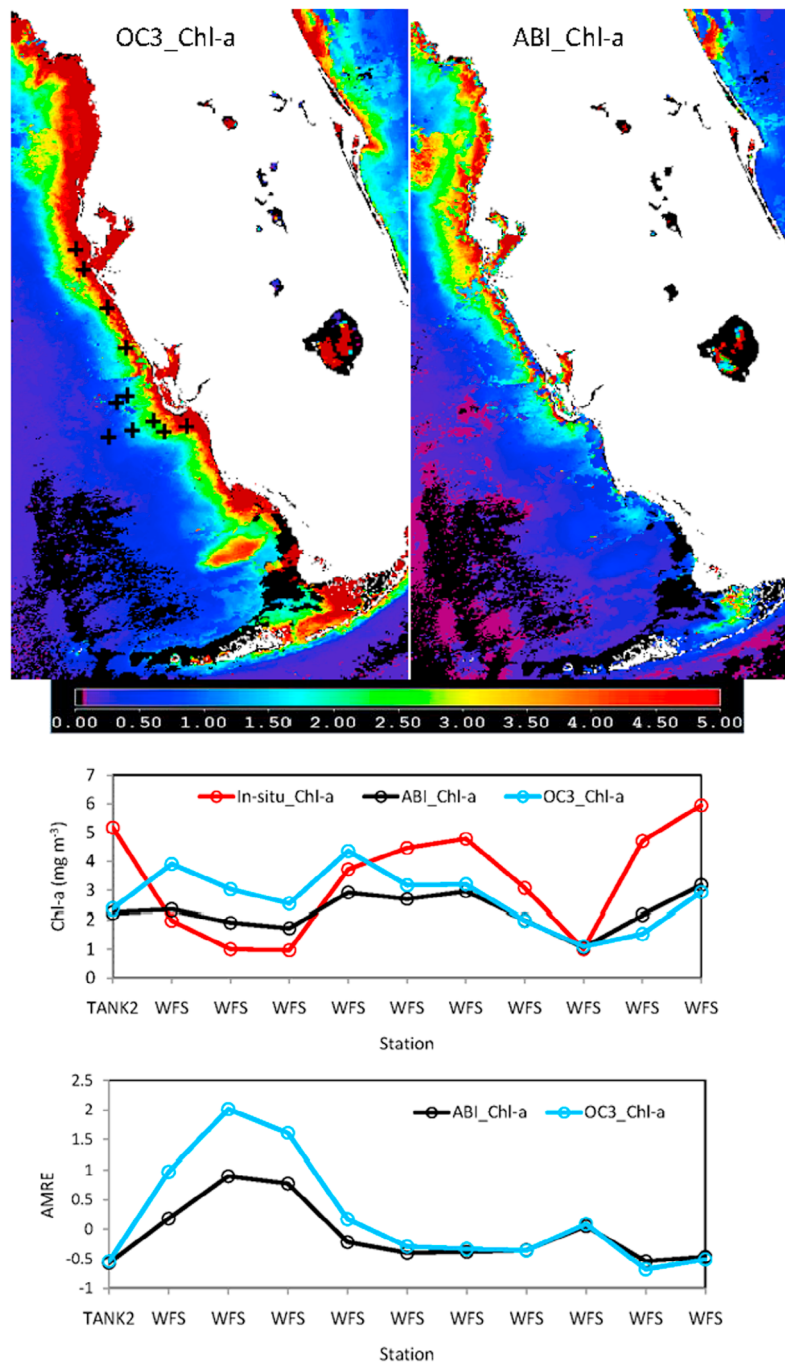 OC3_Chl-a
ABI_Chl-a
0.00 0.50 1.00 1.50 2.00 2.50 3.00 3.50 4.00 4.50 5.00
7
6
5
4
3
2
1
0
Chl-a (mg m-3)
In-situ_Chl-a ABI_Chl-a OC3_Chl-a
TANK2 WFS WFS WFS WFS WFS WFS WFS WFS WFS WFS
Station
2.5
2
1.5
1
0.5
0
-0.5
-1
AMRE
ABI_Chl-a OC3_Chl-a
TANK2 WFS WFS WFS WFS WFS WFS WFS WFS WFS WFS
Station